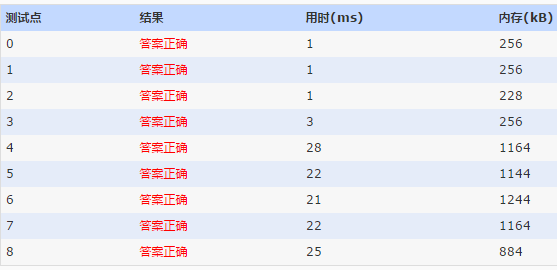 测试点 结果 用时(ms) 内存(kB)
0 答案正确 1 256
1 答案正确 1 256
2 答案正确 1 228
3 答案正确 3 256
4 答案正确 28 1164
5 答案正确 22 1144
6 答案正确 21 1244
7 答案正确 22 1164
8 答案正确 25 884